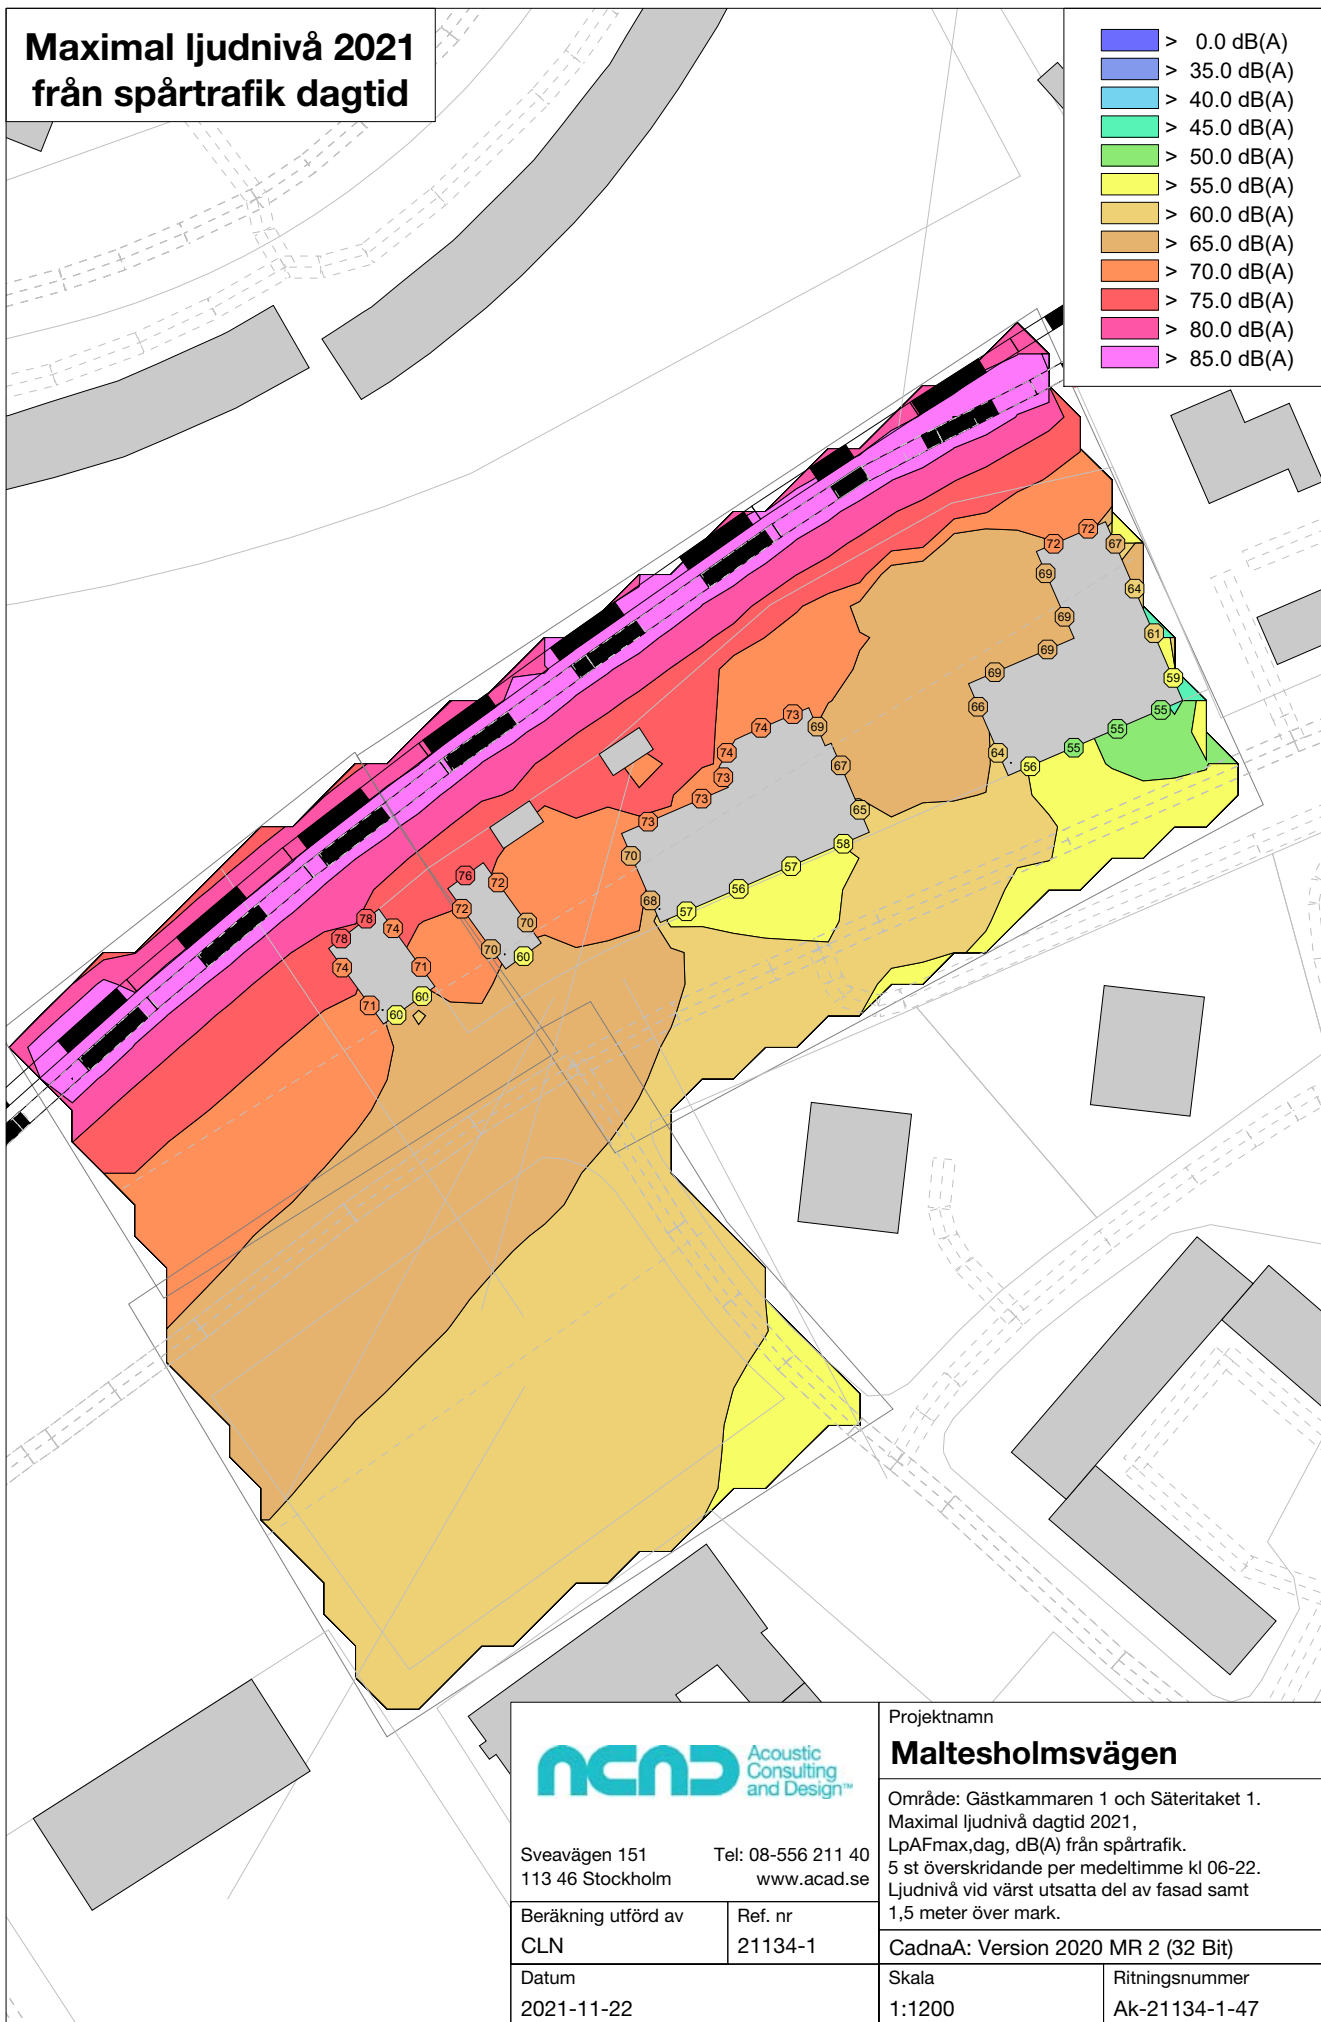 Maximal ljudnivå 2021
från spårtrafik dagtid
> 0.0 dB(A)
> 35.0 dB(A)
> 40.0 dB(A)
> 45.0 dB(A)
> 50.0 dB(A)
> 55.0 dB(A)
> 60.0 dB(A)
> 65.0 dB(A)
> 70.0 dB(A)
> 75.0 dB(A)
> 80.0 dB(A)
> 85.0 dB(A)
72
72
67
69
64
69
61
69
69
59
66
55
55
55
64
56
73
74
69
74
67
73
73
65
73
58
70
57
56
68
57
76
72
72
70
70
60
78
74
78
74
71
71
60
60
ACAD
Acoustic
Consulting
and Design™
Sveavägen 151
113 46 Stockholm
Tel: 08-556 211 40
www.acad.se
Beräkning utförd av
CLN
Ref. nr
21134-1
Datum
2021-11-22
Projektnamn
Maltesholmsvägen
Område: Gästkammaren 1 och Säteritaket 1.
Maximal ljudnivå dagtid 2021,
LpAFmax,dag, dB(A) från spårtrafik.
5 st överskridande per medeltimme kl 06-22.
Ljudnivå vid värst utsatta del av fasad samt
1,5 meter över mark.
CadnaA: Version 2020 MR 2 (32 Bit)
Skala
1:1200
Ritningsnummer
Ak-21134-1-47